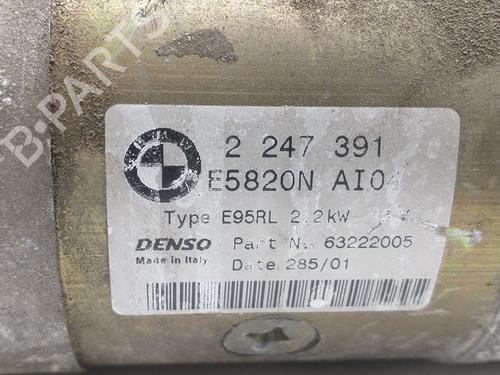 B-PARTS
BMW
2 247 391
E5820N AI04
Type E95RL 2.2kW
DENSO Part N. 63222005
Made in Italy Date 285/01